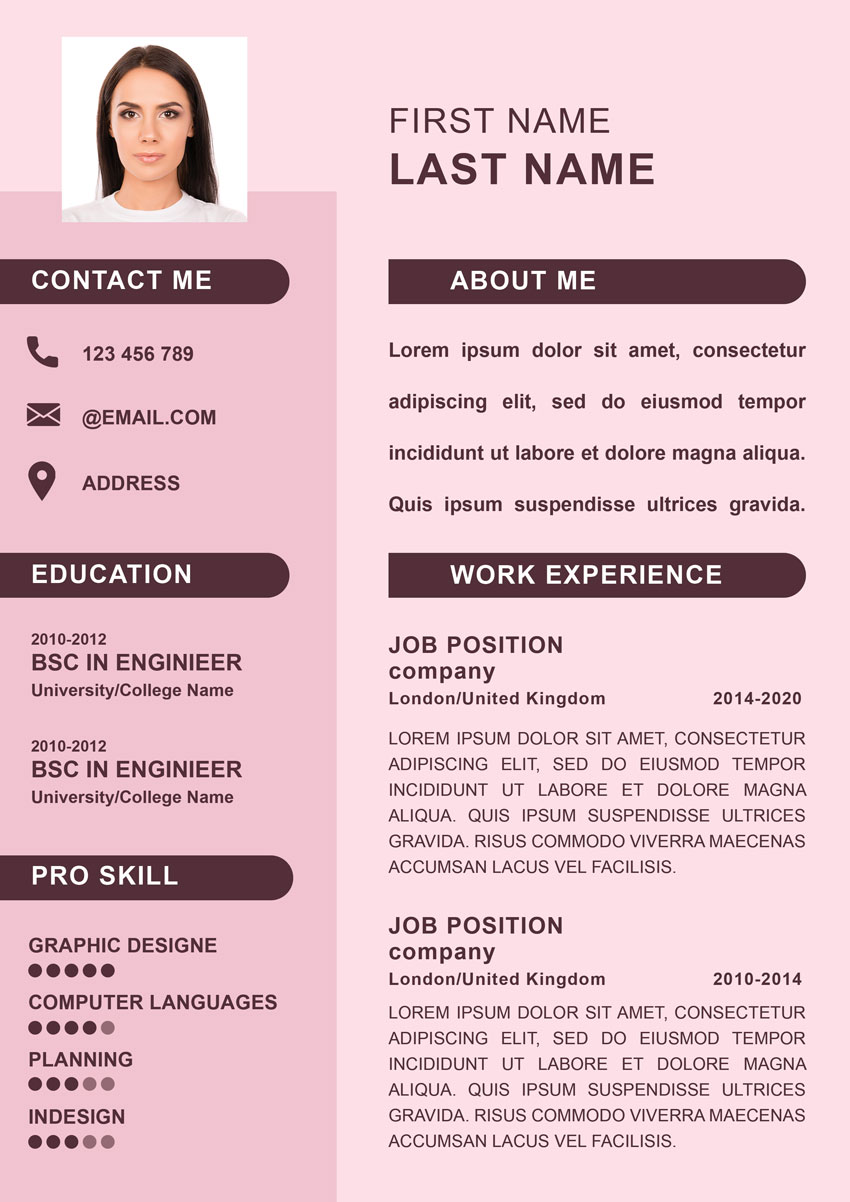 FIRST NAME
LAST NAME
CONTACT ME
123 456 789
@EMAIL.COM
ADDRESS
EDUCATION
2010-2012
BSC IN ENGINIEER
University/College Name
2010-2012
BSC IN ENGINIEER
University/College Name
PRO SKILL
GRAPHIC DESIGNE
COMPUTER LANGUAGES
PLANNING
INDESIGN
ABOUT ME
Lorem ipsum dolor sit amet, consectetur
adipiscing elit, sed do eiusmod tempor
incididunt ut labore et dolore magna aliqua.
Quis ipsum suspendisse ultrices gravida.
WORK EXPERIENCE
JOB POSITION
company
London/United Kingdom 2014-2020
LOREM IPSUM DOLOR SIT AMET, CONSECTETUR
ADIPISCING ELIT, SED DO EIUSMOD TEMPOR
INCIDIDUNT UT LABORE ET DOLORE MAGNA
ALIQUA. QUIS IPSUM SUSPENDISSE ULTRICES
GRAVIDA. RISUS COMMODO VIVERRA MAECENAS
ACCUMSAN LACUS VEL FACILISIS.
JOB POSITION
company
London/United Kingdom 2010-2014
LOREM IPSUM DOLOR SIT AMET, CONSECTETUR
ADIPISCING ELIT, SED DO EIUSMOD TEMPOR
INCIDIDUNT UT LABORE ET DOLORE MAGNA
ALIQUA. QUIS IPSUM SUSPENDISSE ULTRICES
GRAVIDA. RISUS COMMODO VIVERRA MAECENAS
ACCUMSAN LACUS VEL FACILISIS.